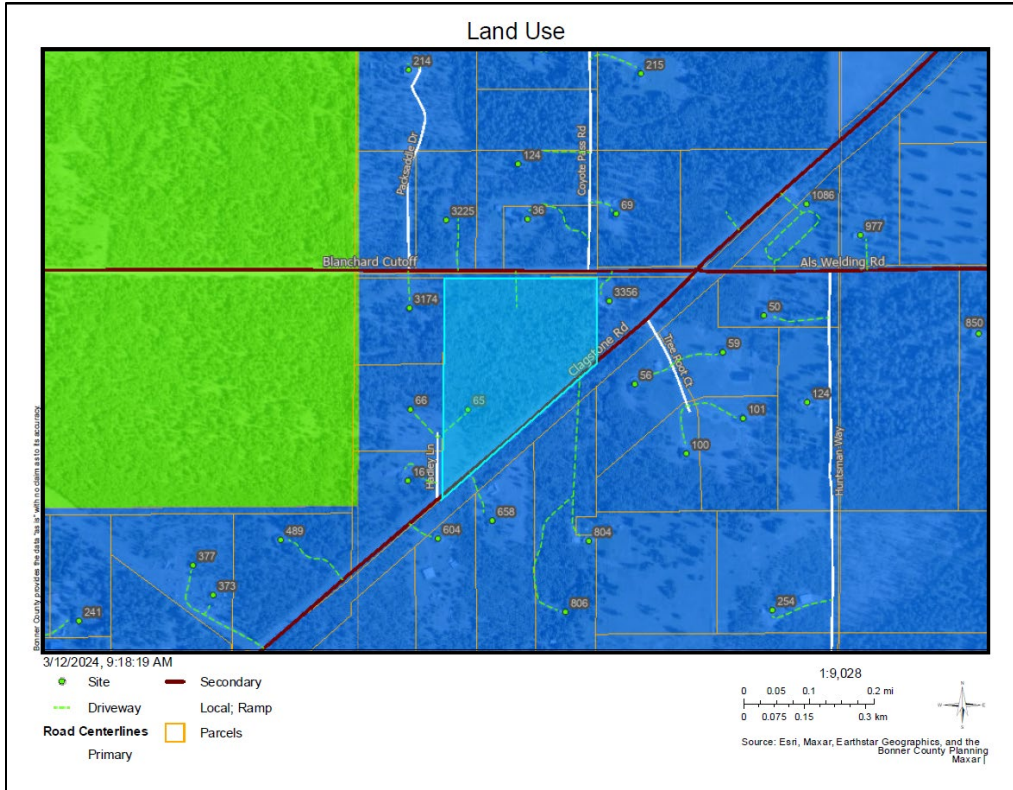 Land Use
214
215
Packsaddle Dr
Coyote Pass Rd
124
3225
36
69
1086
977
Blanchard Cutoff
Als Welding Rd
3174
3356
50
850
Clagstone Rd
Tree Root Ct
59
56
66
65
124
101
100
Hadley Ln
16
Huntsman Way
658
604
804
489
377
373
806
254
241
Bonner County provides the data "as is" with no claim as to its accuracy.
3/12/2024, 9:18:19 AM
Site
Driveway
Road Centerlines
Primary
Secondary
Local; Ramp
Parcels
1:9,028
0 0.05 0.1 0.2 mi
0 0.075 0.15 0.3 km
N
W E
S
Source: Esri, Maxar, Earthstar Geographics, and the
Bonner County Planning
Maxar |